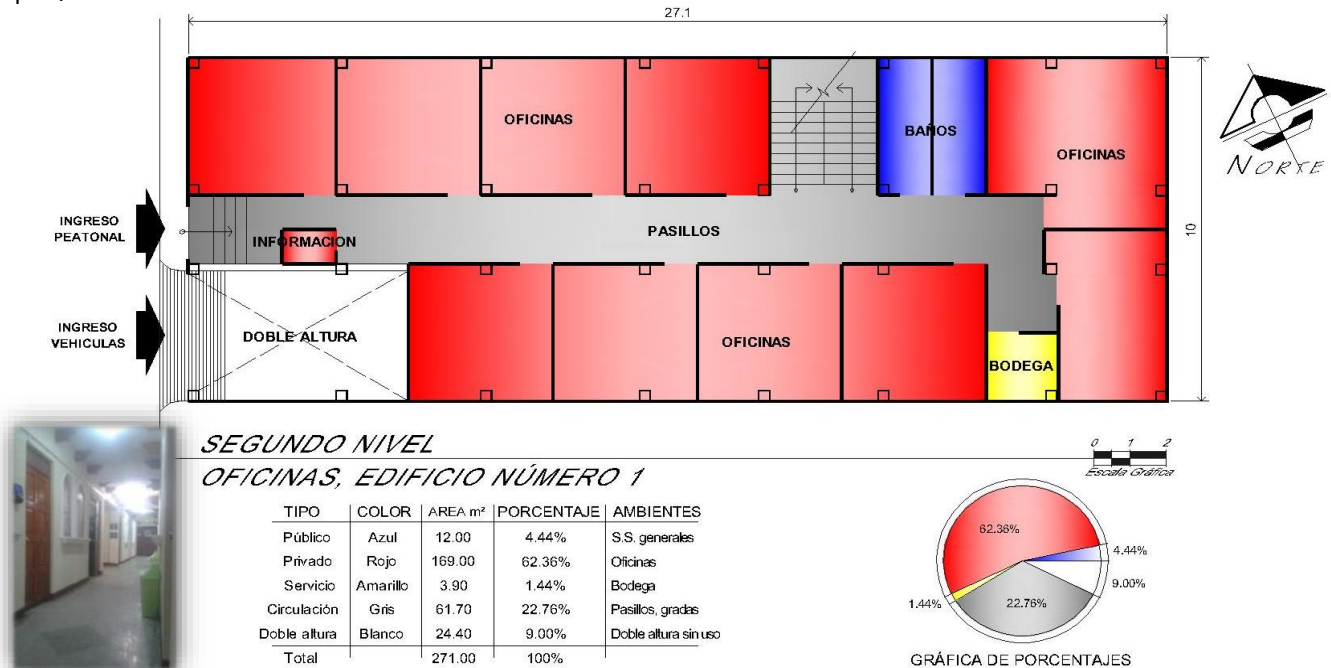 27.1
OFICINAS
BAÑOS
OFICINAS
NORTE
INGRESO
PEATONAL
INFORMACION
PASILLOS
10
INGRESO
VEHICULAS
DOBLE ALTURA
OFICINAS
BODEGA
SEGUNDO NIVEL
OFICINAS, EDIFICIO NÚMERO 1
0 1 2
Escala Gráfica
TIPO COLOR AREA m² PORCENTAJE AMBIENTES
Público Azul 12.00 4.44% S.S. generales
Privado Rojo 169.00 62.36% Oficinas
Servicio Amarillo 3.90 1.44% Bodega
Circulación Gris 61.70 22.76% Pasillos, gradas
Doble altura Blanco 24.40 9.00% Doble altura sin uso
Total 271.00 100%
62.36%
4.44%
9.00%
1.44%
22.76%
GRÁFICA DE PORCENTAJES